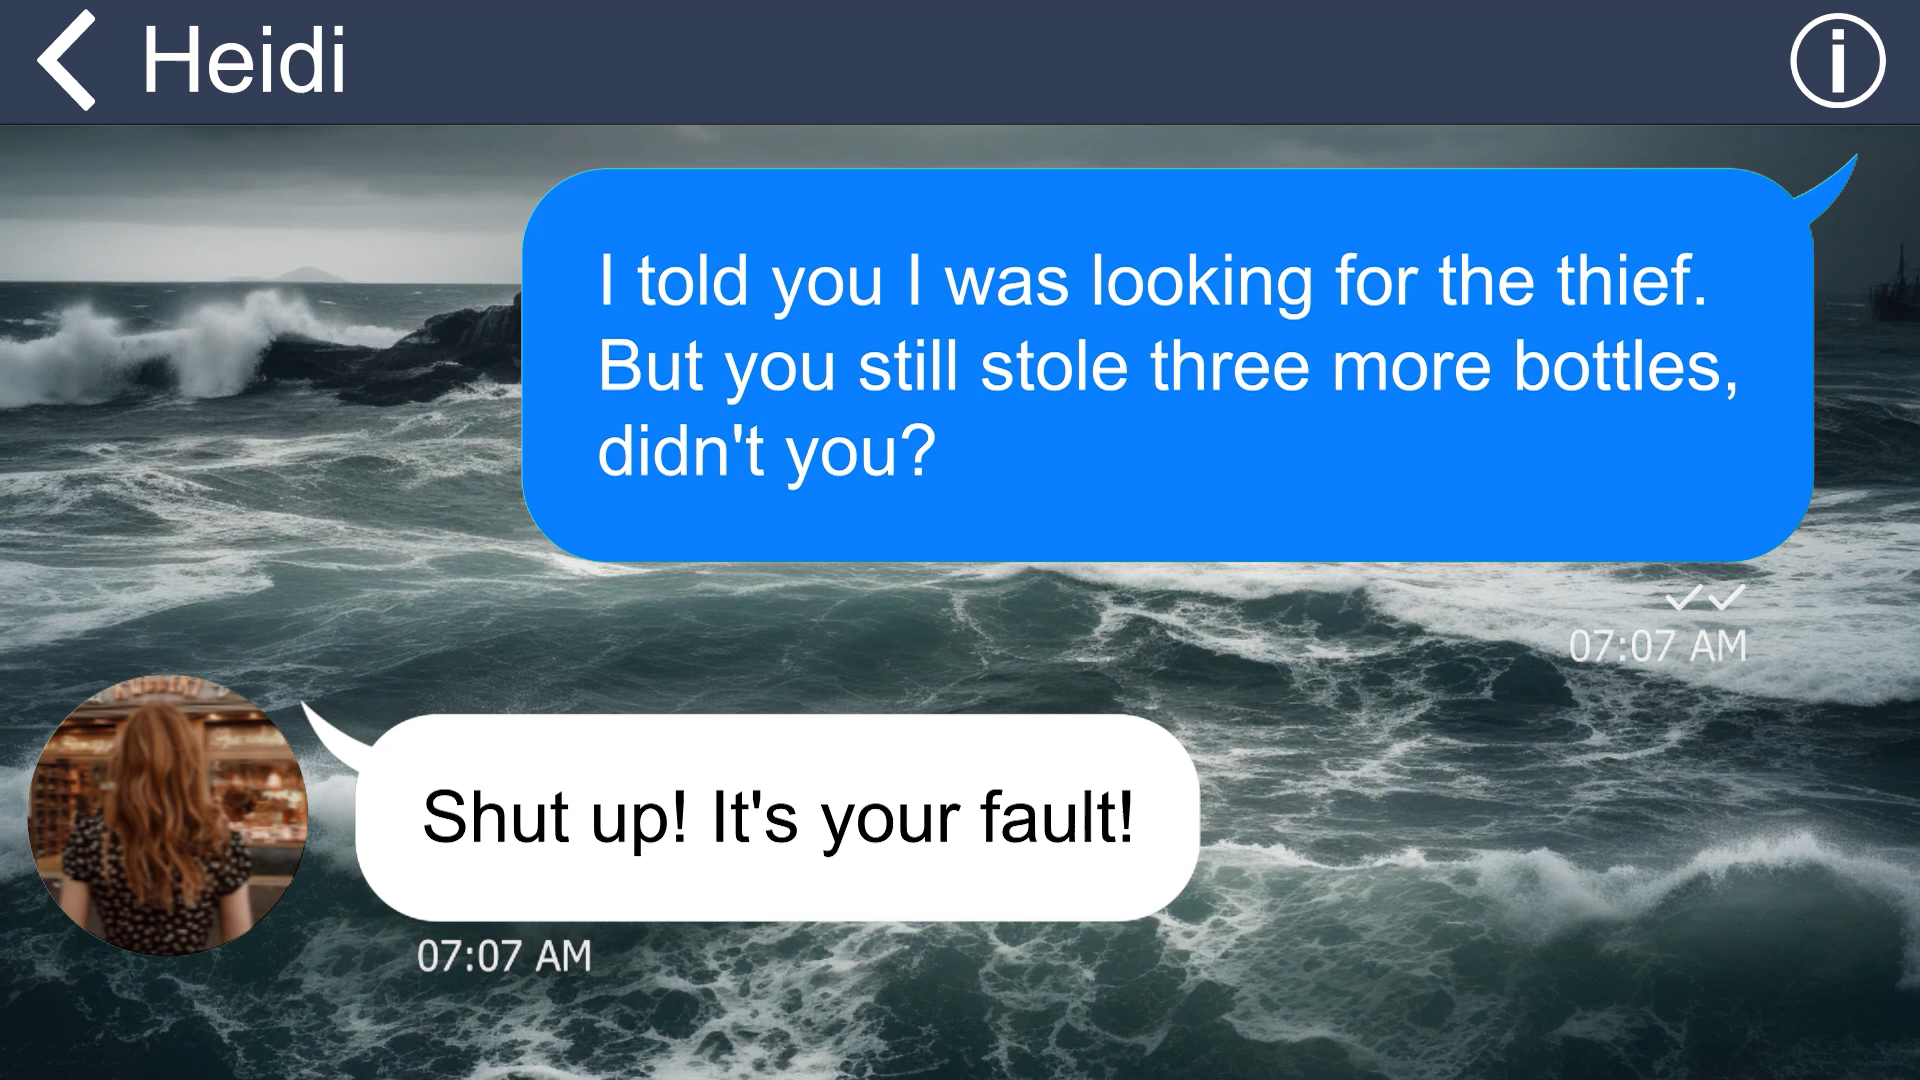 Heidi
I told you I was looking for the thief.
But you still stole three more bottles,
didn't you?
07:07 AM
Shut up! It's your fault!
07:07 AM